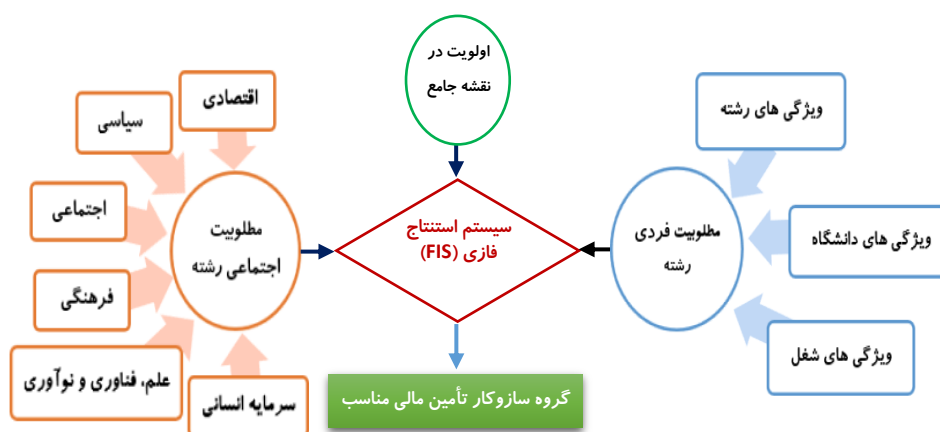 اولویت در
نقشه جامع
ویژگی های رشته
ویژگی های دانشگاه
ویژگی های شغل
مطلوبیت فردی
رشته
سیستم استنتاج
فازی (FIS)
مطلوبیت
اجتماعی رشته
اقتصادی
سیاسی
اجتماعی
فرهنگی
علم، فناوری و نوآوری
سرمایه انسانی
گروه سازوکار تأمین مالی مناسب